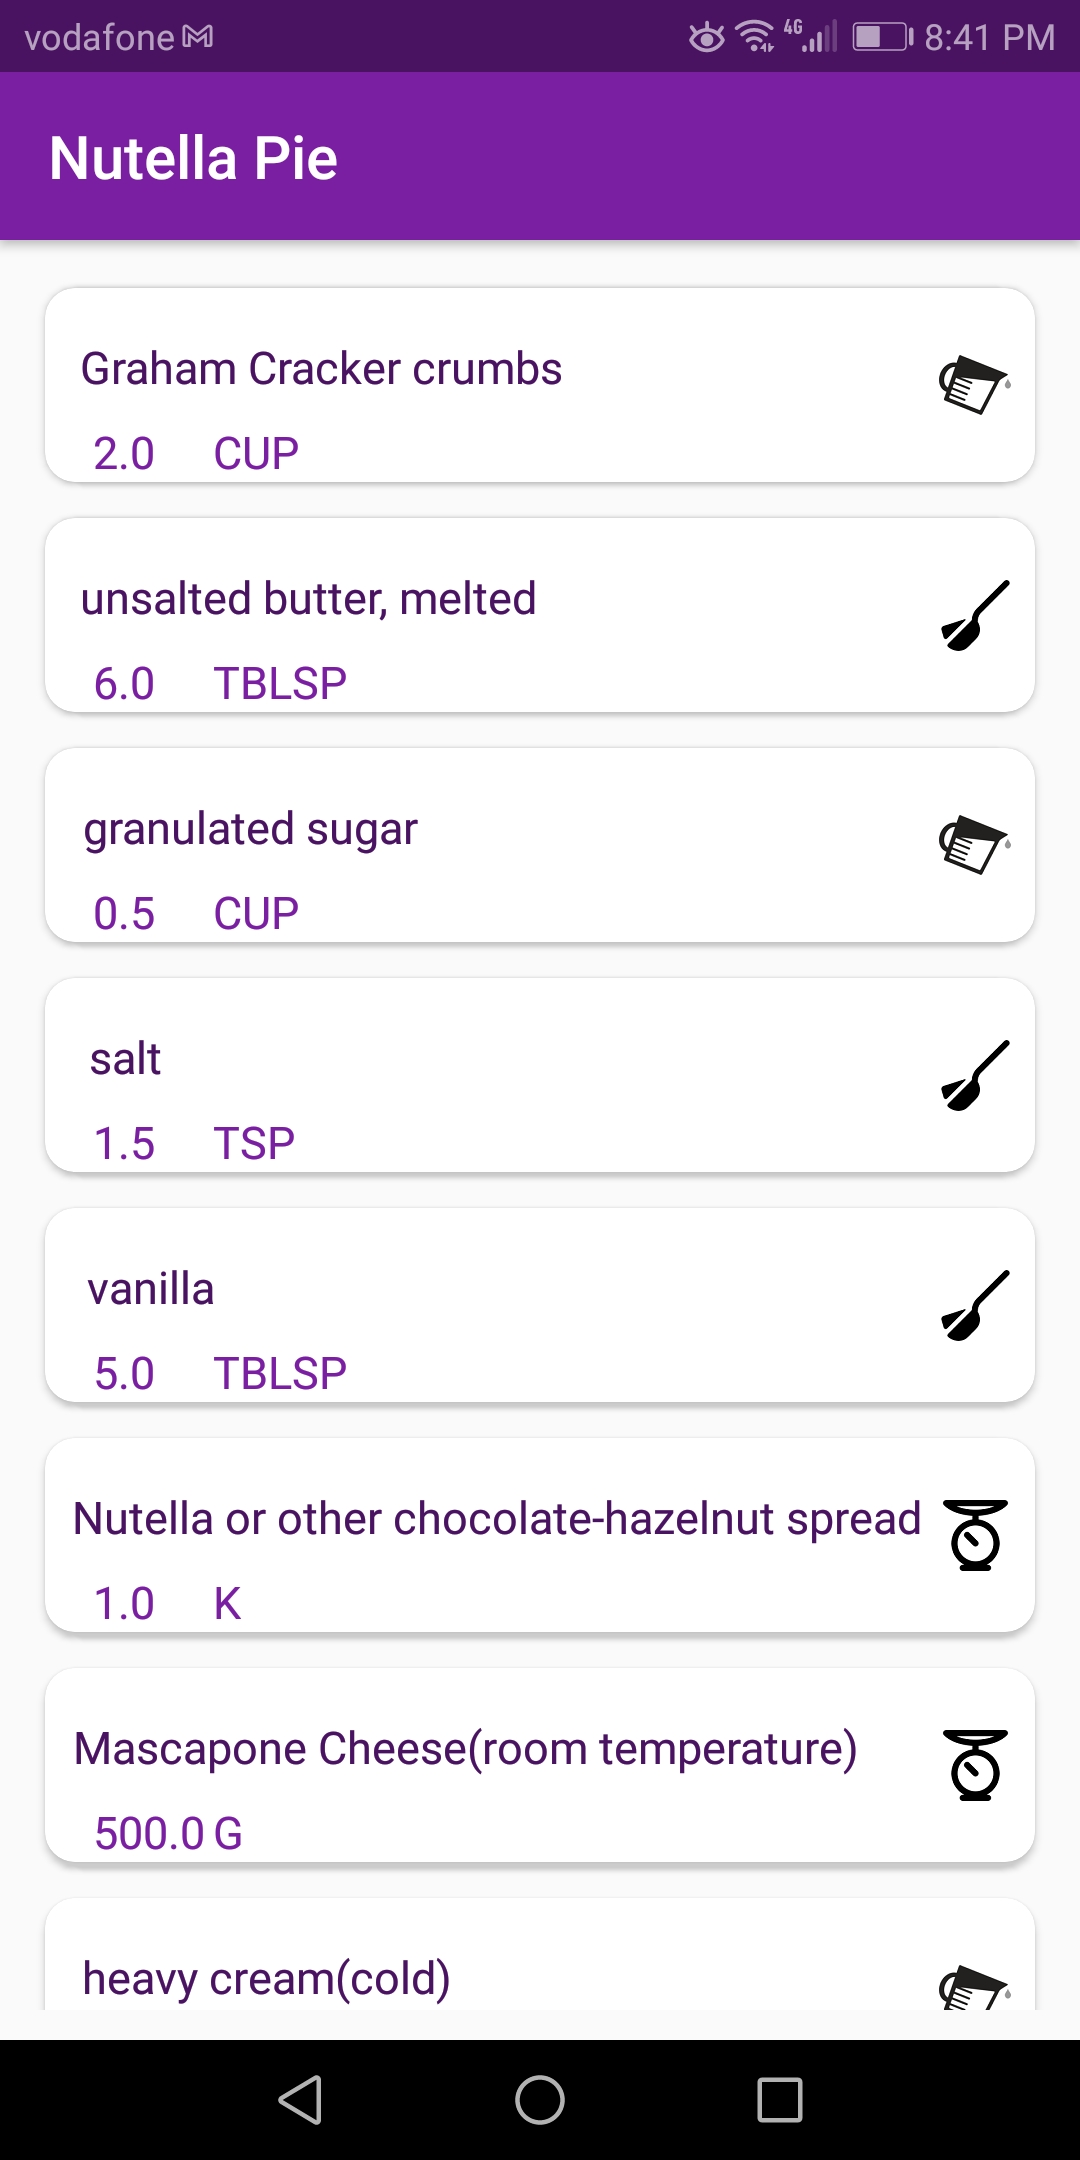 vodafone 4G 8:41 PM
Nutella Pie
Graham Cracker crumbs
2.0 CUP
unsalted butter, melted
6.0 TBLSP
granulated sugar
0.5 CUP
salt
1.5 TSP
vanilla
5.0 TBLSP
Nutella or other chocolate-hazelnut spread
1.0 K
Mascapone Cheese(room temperature)
500.0 G
heavy cream(cold)